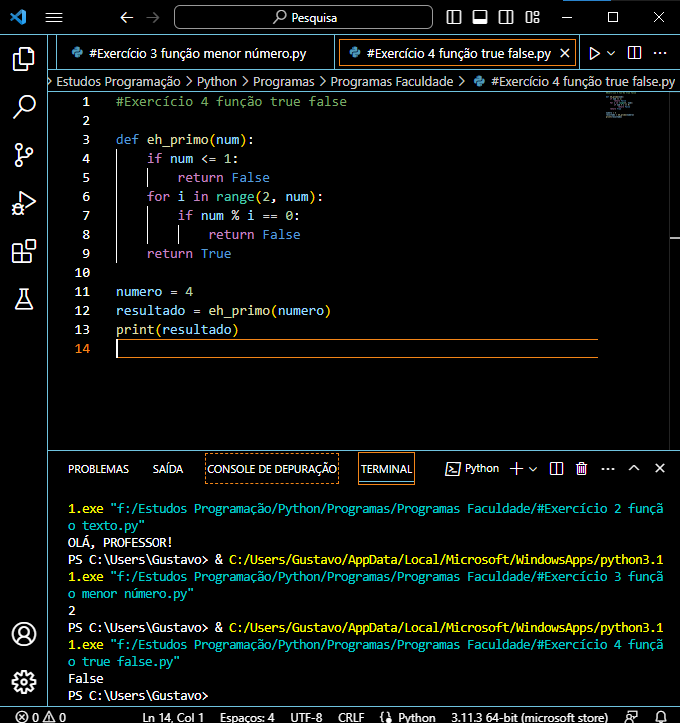 Pesquisa
#Exercício 3 função menor número.py
#Exercício 4 função true false.py
Estudos Programação > Python > Programas > Programas Faculdade > #Exercício 4 função true false.py
1 #Exercício 4 função true false
2
3 def eh_primo(num):
4 if num <= 1:
5 return False
6 for i in range(2, num):
7 if num % i == 0:
8 return False
9 return True
10
11 numero = 4
12 resultado = eh_primo(numero)
13 print(resultado)
14
PROBLEMAS SAÍDA CONSOLE DE DEPURAÇÃO TERMINAL Python
1.exe "f:/Estudos Programação/Python/Programas/Programas Faculdade/#Exercício 2 funçã
o texto.py"
OLÁ, PROFESSOR!
PS C:\Users\Gustavo> & C:/Users/Gustavo/AppData/Local/Microsoft/WindowsApps/python3.1
1.exe "f:/Estudos Programação/Python/Programas/Programas Faculdade/#Exercício 3 funçã
o menor número.py"
2
PS C:\Users\Gustavo> & C:/Users/Gustavo/AppData/Local/Microsoft/WindowsApps/python3.1
1.exe "f:/Estudos Programação/Python/Programas/Programas Faculdade/#Exercício 4 funçã
o true false.py"
False
PS C:\Users\Gustavo>
0 0 Ln 14, Col 1 Espaços: 4 UTF-8 CRLF Python 3.11.3 64-bit (microsoft store)